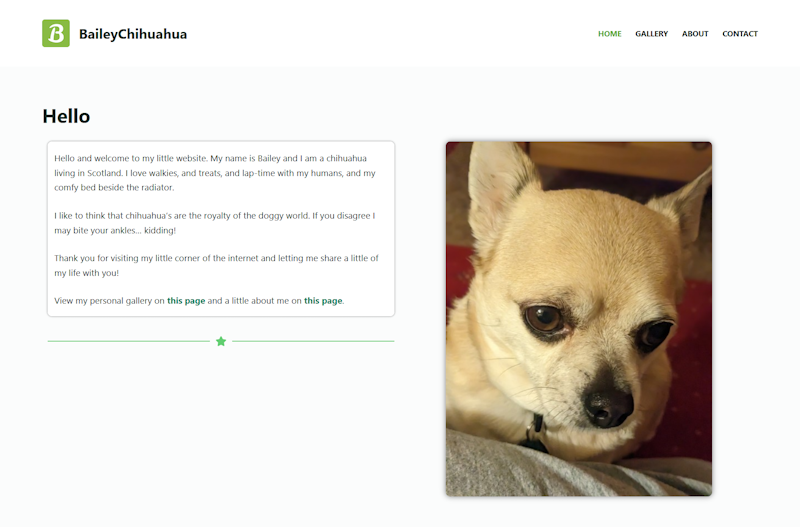 B BaileyChihuahua
HOME GALLERY ABOUT CONTACT
Hello
Hello and welcome to my little website. My name is Bailey and I am a chihuahua
living in Scotland. I love walkies, and treats, and lap-time with my humans, and my
comfy bed beside the radiator.
I like to think that chihuahua's are the royalty of the doggy world. If you disagree I
may bite your ankles... kidding!
Thank you for visiting my little corner of the internet and letting me share a little of
my life with you!
View my personal gallery on this page and a little about me on this page.